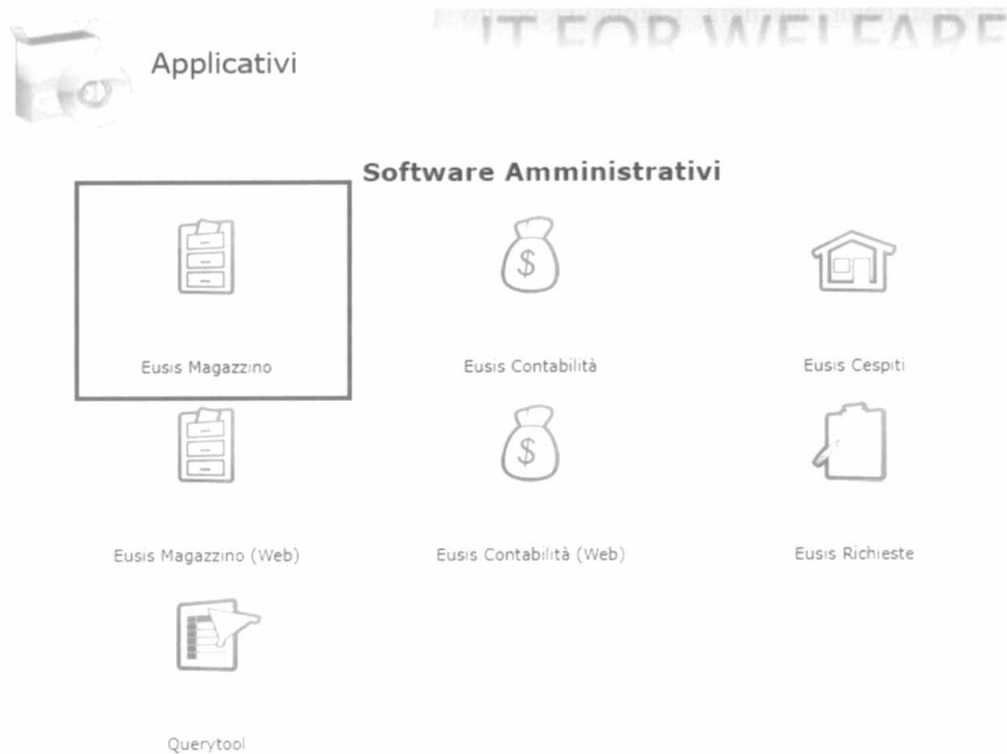 IT FOR WELFARE
Applicativi
Software Amministrativi
$
Eusis Magazzino
Eusis Contabilità
Eusis Cespiti
$
Eusis Magazzino (Web)
Eusis Contabilità (Web)
Eusis Richieste
Querytool